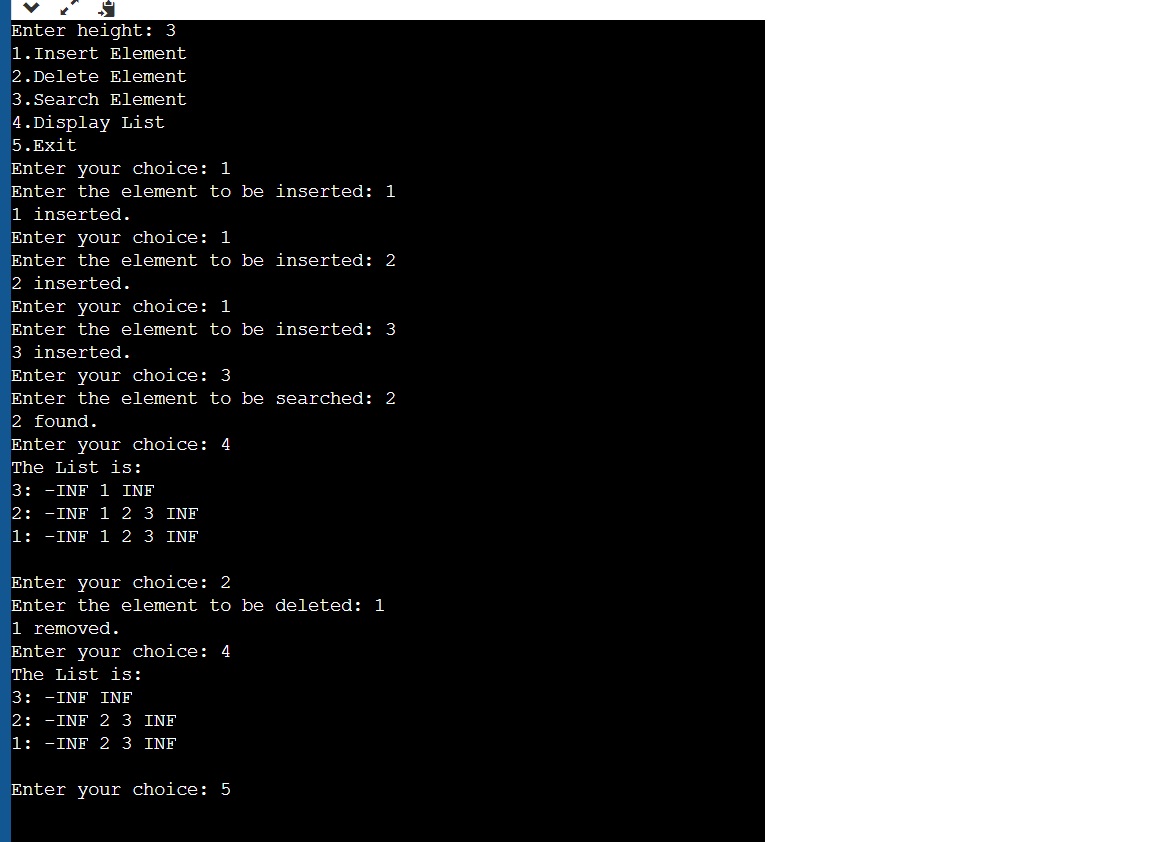 Enter height: 3
1.Insert Element
2.Delete Element
3.Search Element
4.Display List
5.Exit
Enter your choice: 1
Enter the element to be inserted: 1
1 inserted.
Enter your choice: 1
Enter the element to be inserted: 2
2 inserted.
Enter your choice: 1
Enter the element to be inserted: 3
3 inserted.
Enter your choice: 3
Enter the element to be searched: 2
2 found.
Enter your choice: 4
The List is:
3: -INF 1 INF
2: -INF 1 2 3 INF
1: -INF 1 2 3 INF
Enter your choice: 2
Enter the element to be deleted: 1
1 removed.
Enter your choice: 4
The List is:
3: -INF INF
2: -INF 2 3 INF
1: -INF 2 3 INF
Enter your choice: 5